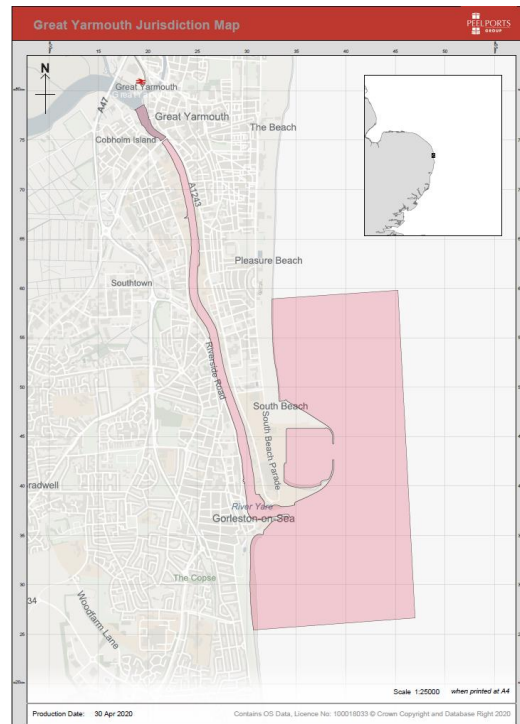 Great Yarmouth Jurisdiction Map
PEEL PORTS
GROUP
N
A47
Great Yarmouth
Great Yarmouth
The Beach
Cobholm Island
A1243
Pleasure Beach
Southtown
Riverside Road
South Beach
South Beach Parade
radwell
River Yare
Gorleston-on-Sea
The Copse
34
Woodfarm Lane
Scale 1:25000 when printed at A4
Production Date: 30 Apr 2020
Contains OS Data, Licence No: 100018033 © Crown Copyright and Database Right 2020